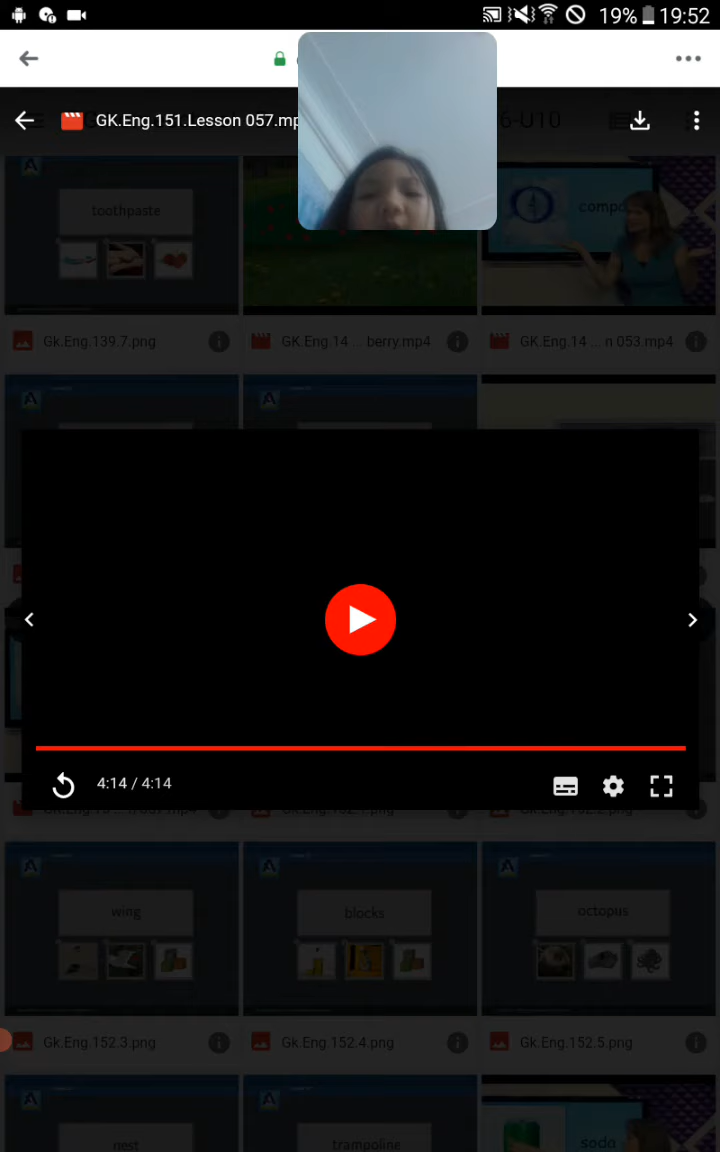 19% 19:52
GK.Eng.151.Lesson 057.mp
-U10
toothpaste
compa
Gk.Eng.139.7.png
GK.Eng.14 ... berry.mp4
GK.Eng.14 ... n 053.mp4
4:14 / 4:14
wing
blocks
octopus
Gk.Eng.152.3.png
Gk.Eng.152.4.png
Gk.Eng.152.5.png
nest
trampoline
soda